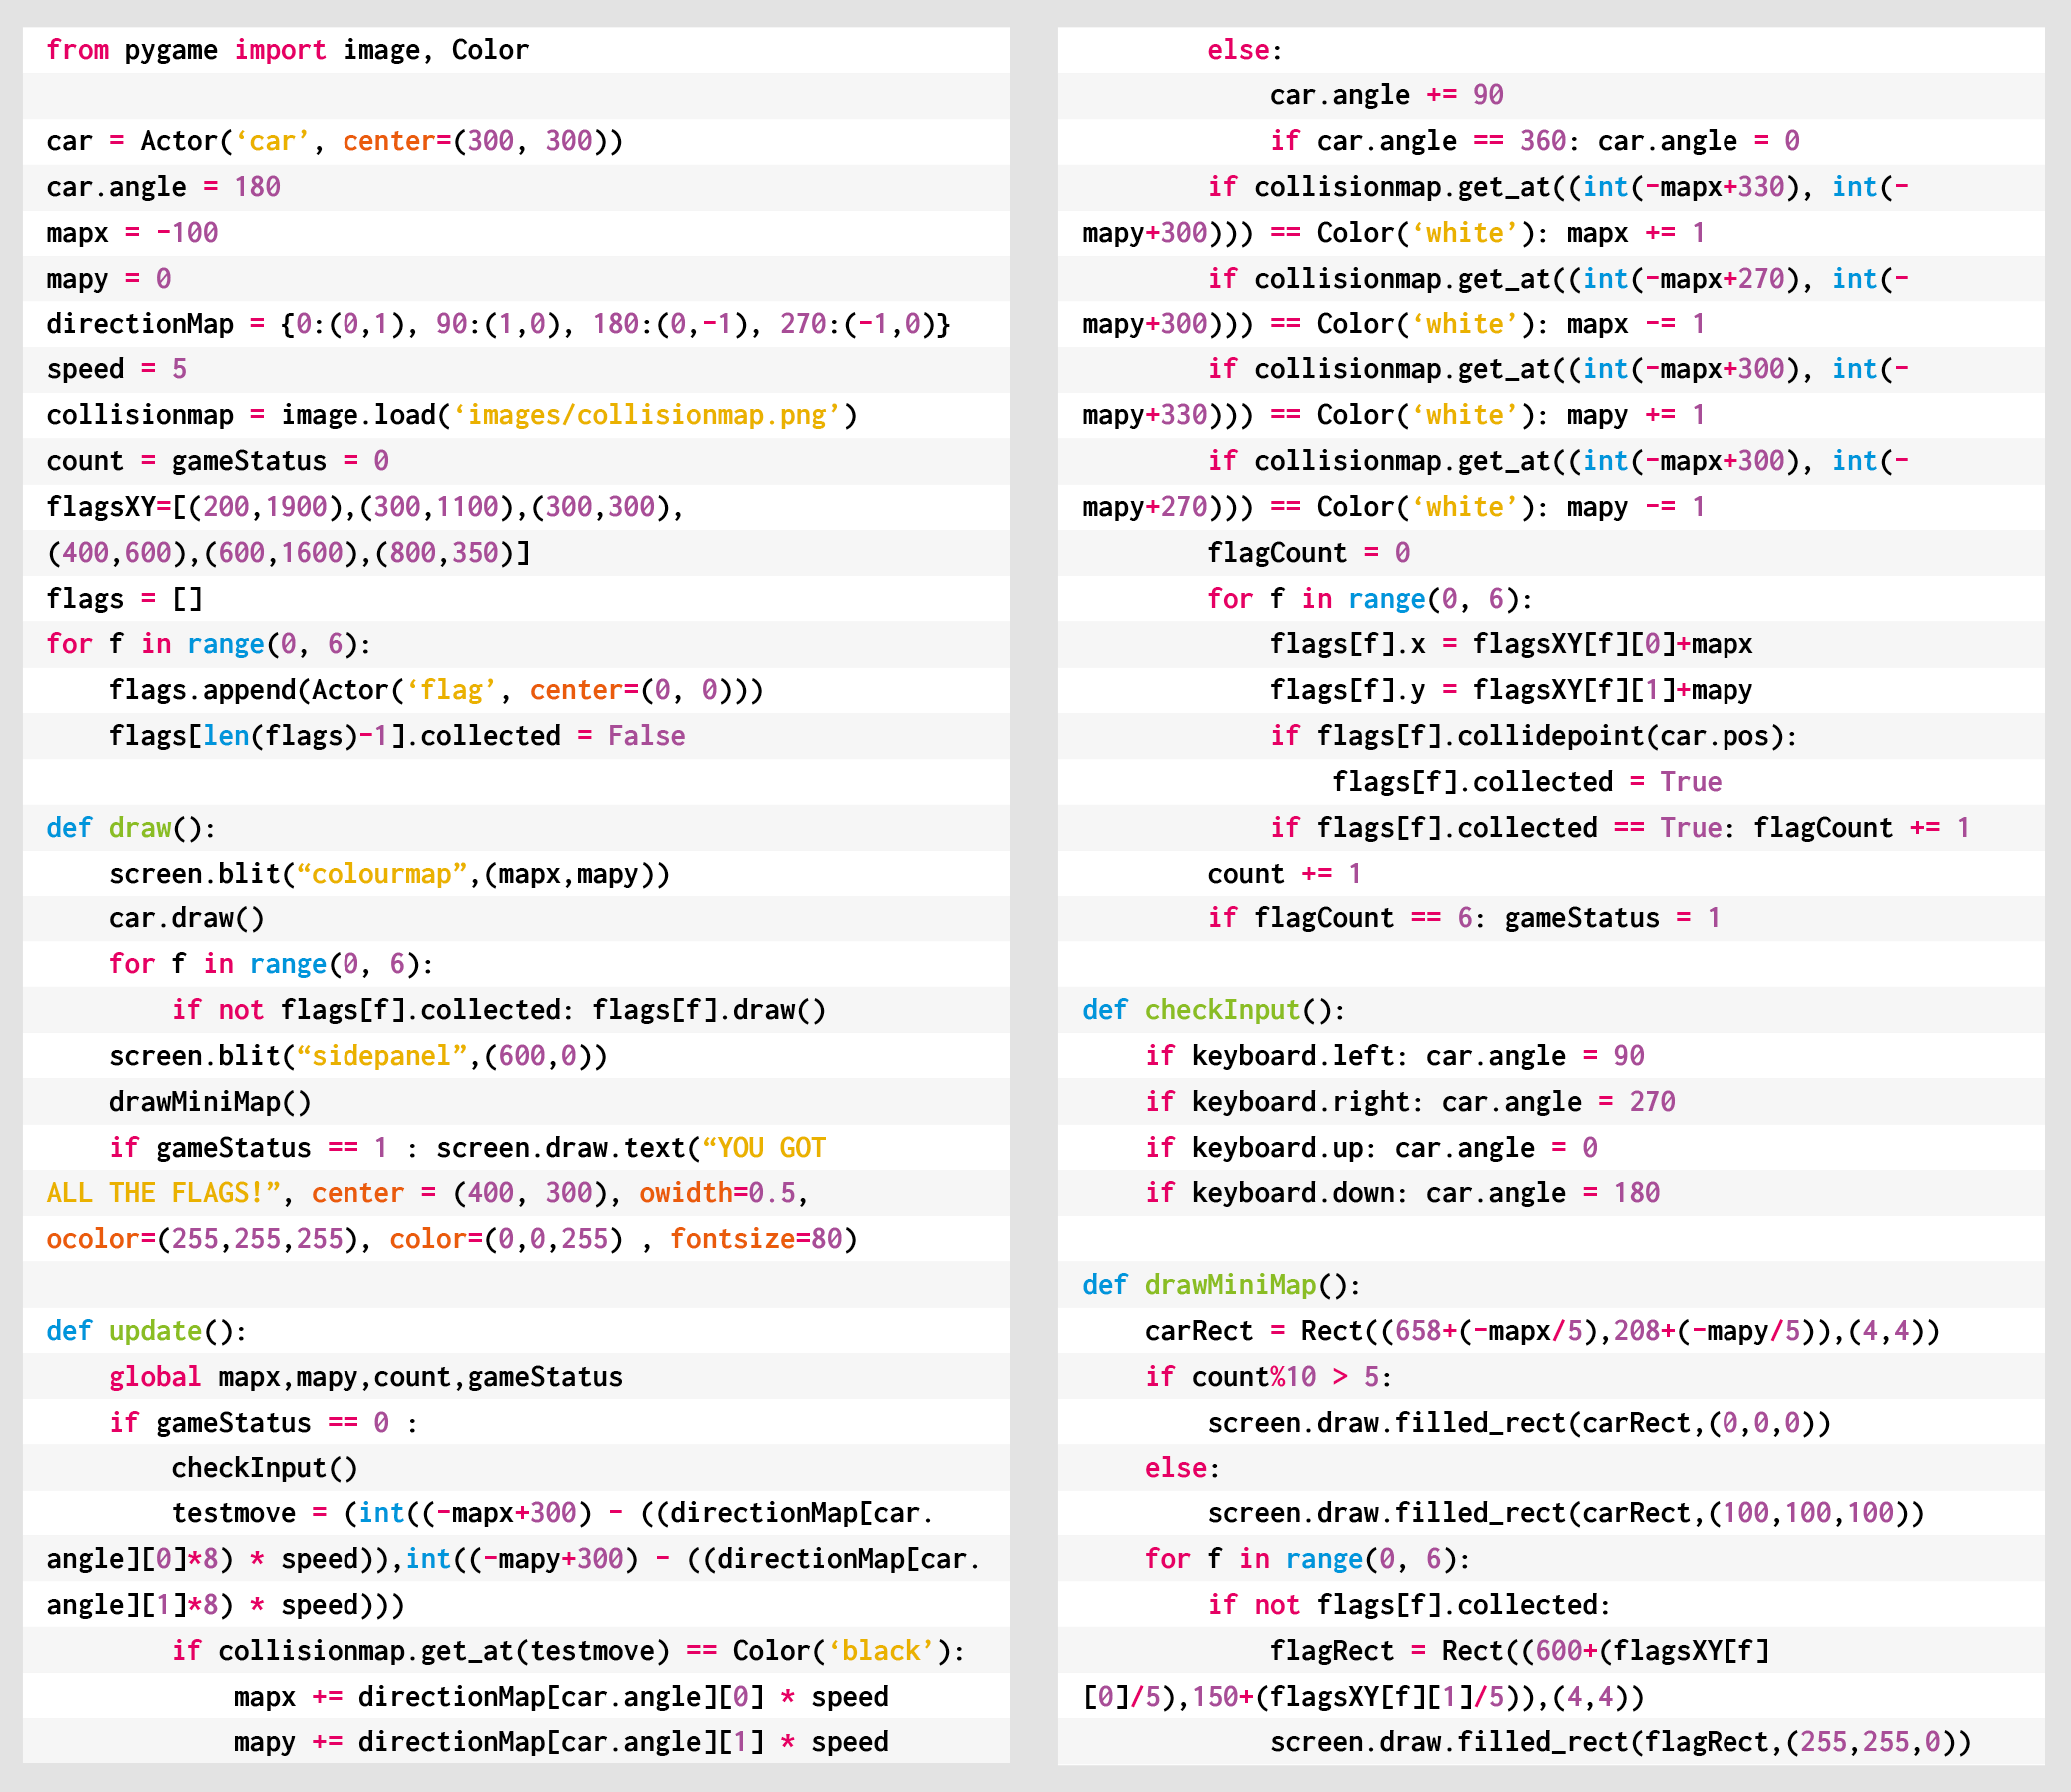 from pygame import image, Color

car = Actor(‘car’, center=(300, 300))
car.angle = 180
mapx = -100
mapy = 0
directionMap = {0:(0,1), 90:(1,0), 180:(0,-1), 270:(-1,0)}
speed = 5
collisionmap = image.load(‘images/collisionmap.png’)
count = gameStatus = 0
flagsXY=[(200,1900),(300,1100),(300,300),
(400,600),(600,1600),(800,350)]
flags = []
for f in range(0, 6):
    flags.append(Actor(‘flag’, center=(0, 0)))
    flags[len(flags)-1].collected = False

def draw():
    screen.blit(“colourmap”,(mapx,mapy))
    car.draw()
    for f in range(0, 6):
        if not flags[f].collected: flags[f].draw()
    screen.blit(“sidepanel”,(600,0))
    drawMiniMap()
    if gameStatus == 1 : screen.draw.text(“YOU GOT
ALL THE FLAGS!”, center = (400, 300), owidth=0.5,
ocolor=(255,255,255), color=(0,0,255) , fontsize=80)

def update():
    global mapx,mapy,count,gameStatus
    if gameStatus == 0 :
        checkInput()
        testmove = (int((-mapx+300) - ((directionMap[car.
angle][0]*8) * speed)),int((-mapy+300) - ((directionMap[car.
angle][1]*8) * speed)))
        if collisionmap.get_at(testmove) == Color(‘black’):
            mapx += directionMap[car.angle][0] * speed
            mapy += directionMap[car.angle][1] * speed
        else:
            car.angle += 90
            if car.angle == 360: car.angle = 0
        if collisionmap.get_at((int(-mapx+330), int(-
mapy+300))) == Color(‘white’): mapx += 1
        if collisionmap.get_at((int(-mapx+270), int(-
mapy+300))) == Color(‘white’): mapx -= 1
        if collisionmap.get_at((int(-mapx+300), int(-
mapy+330))) == Color(‘white’): mapy += 1
        if collisionmap.get_at((int(-mapx+300), int(-
mapy+270))) == Color(‘white’): mapy -= 1
        flagCount = 0
        for f in range(0, 6):
            flags[f].x = flagsXY[f][0]+mapx
            flags[f].y = flagsXY[f][1]+mapy
            if flags[f].collidepoint(car.pos):
                flags[f].collected = True
            if flags[f].collected == True: flagCount += 1
        count += 1
        if flagCount == 6: gameStatus = 1

def checkInput():
    if keyboard.left: car.angle = 90
    if keyboard.right: car.angle = 270
    if keyboard.up: car.angle = 0
    if keyboard.down: car.angle = 180

def drawMiniMap():
    carRect = Rect((658+(-mapx/5),208+(-mapy/5)),(4,4))
    if count%10 > 5:
        screen.draw.filled_rect(carRect,(0,0,0))
    else:
        screen.draw.filled_rect(carRect,(100,100,100))
    for f in range(0, 6):
        if not flags[f].collected:
            flagRect = Rect((600+(flagsXY[f]
[0]/5),150+(flagsXY[f][1]/5)),(4,4))
            screen.draw.filled_rect(flagRect,(255,255,0))